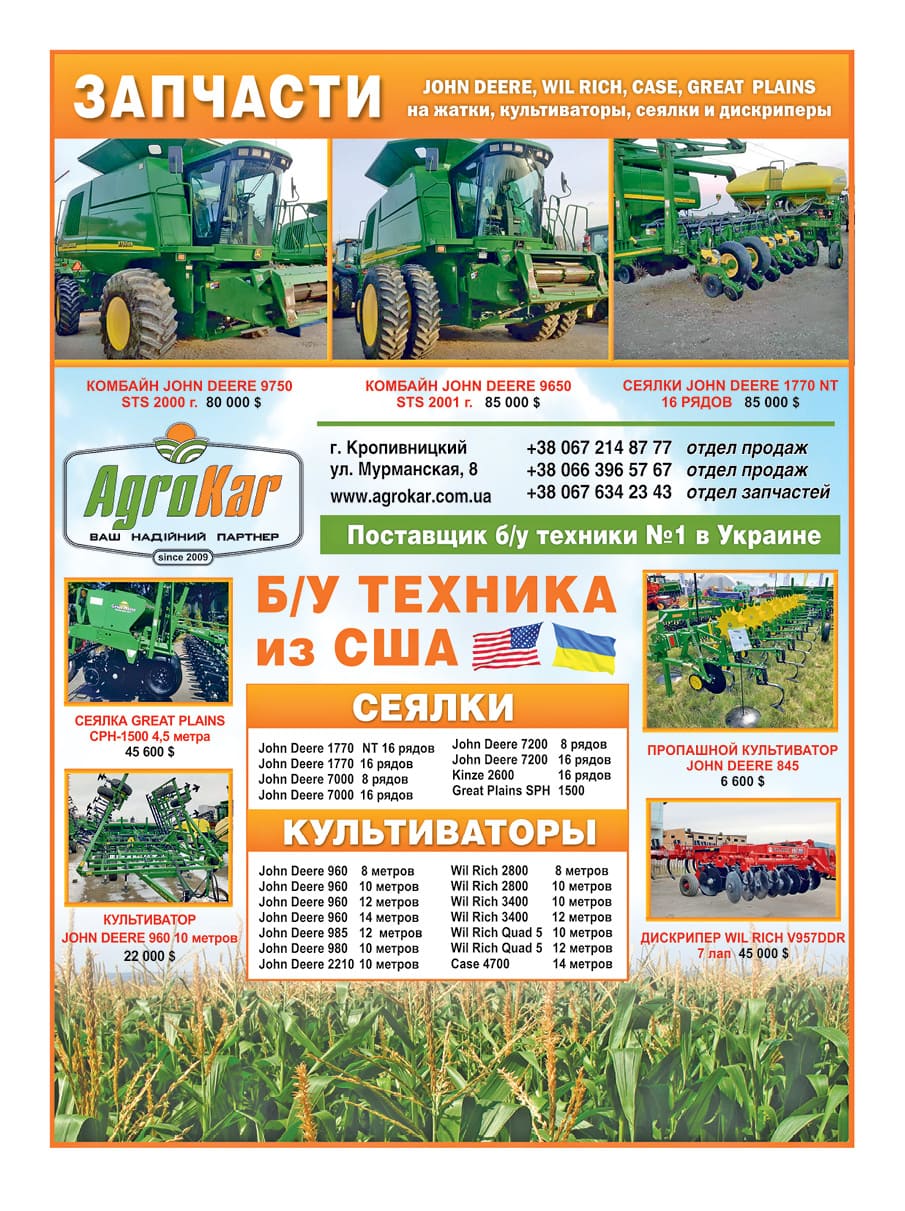 ЗАПЧАСТИ
JOHN DEERE, WIL RICH, CASE, GREAT PLAINS
на жатки, культиваторы, сеялки и дискриперы
КОМБАЙН JOHN DEERE 9750
STS 2000 г. 80 000 $
КОМБАЙН JOHN DEERE 9650
STS 2001 г. 85 000 $
СЕЯЛКИ JOHN DEERE 1770 NT
16 РЯДОВ 85 000 $
AgroKar
ВАШ НАДІЙНИЙ ПАРТНЕР
since 2009
г. Кропивницкий
ул. Мурманская, 8
www.agrokar.com.ua
+38 067 214 87 77 отдел продаж
+38 066 396 57 67 отдел продаж
+38 067 634 23 43 отдел запчастей
Поставщик б/у техники №1 в Украине
Б/У ТЕХНИКА
из США
СЕЯЛКА GREAT PLAINS
CPH-1500 4,5 метра
45 600 $
КУЛЬТИВАТОР
JOHN DEERE 960 10 метров
22 000 $
СЕЯЛКИ
John Deere 1770 NT 16 рядов
John Deere 1770 16 рядов
John Deere 7000 8 рядов
John Deere 7000 16 рядов
John Deere 7200 8 рядов
John Deere 7200 16 рядов
Kinze 2600 16 рядов
Great Plains SPH 1500
КУЛЬТИВАТОРЫ
John Deere 960 8 метров
John Deere 960 10 метров
John Deere 960 12 метров
John Deere 960 14 метров
John Deere 985 12 метров
John Deere 980 10 метров
John Deere 2210 10 метров
Wil Rich 2800 8 метров
Wil Rich 2800 10 метров
Wil Rich 3400 10 метров
Wil Rich 3400 12 метров
Wil Rich Quad 5 10 метров
Wil Rich Quad 5 12 метров
Case 4700 14 метров
ПРОПАШНОЙ КУЛЬТИВАТОР
JOHN DEERE 845
6 600 $
ДИСКРИПЕР WIL RICH V957DDR
7 лап 45 000 $